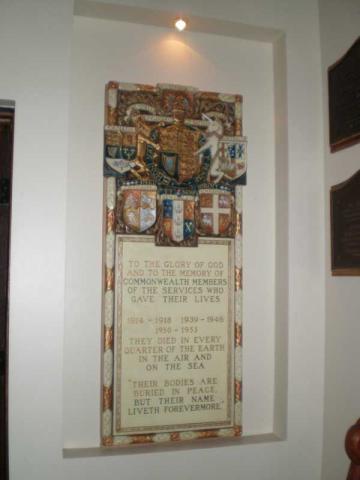 TO THE GLORY OF GOD
AND TO THE MEMORY OF
COMMONWEALTH MEMBERS
OF THE SERVICES WHO
GAVE THEIR LIVES
1914 - 1918 1939 - 1946
1950 - 1953
THEY DIED IN EVERY
QUARTER OF THE EARTH
IN THE AIR AND
ON THE SEA
"THEIR BODIES ARE
BURIED IN PEACE,
BUT THEIR NAME
LIVETH FOREVERMORE."